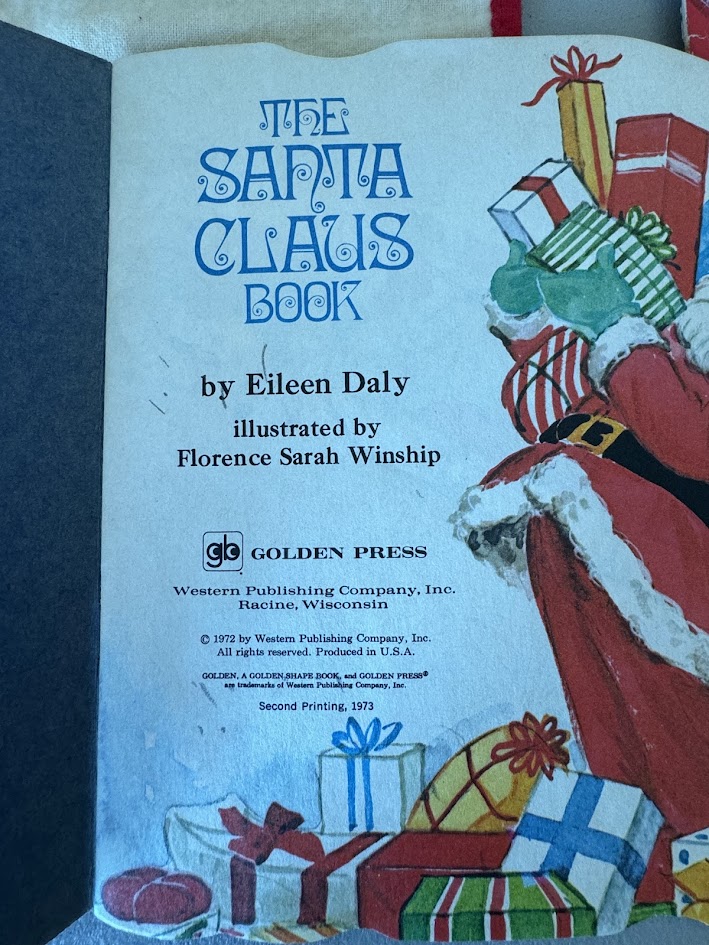 THE
SANTA
CLAUS
BOOK
by Eileen Daly
illustrated by
Florence Sarah Winship
gb GOLDEN PRESS
Western Publishing Company, Inc.
Racine, Wisconsin
© 1972 by Western Publishing Company, Inc.
All rights reserved. Produced in U.S.A.
GOLDEN, A GOLDEN SHAPE BOOK, and GOLDEN PRESS®
are trademarks of Western Publishing Company, Inc.
Second Printing, 1973